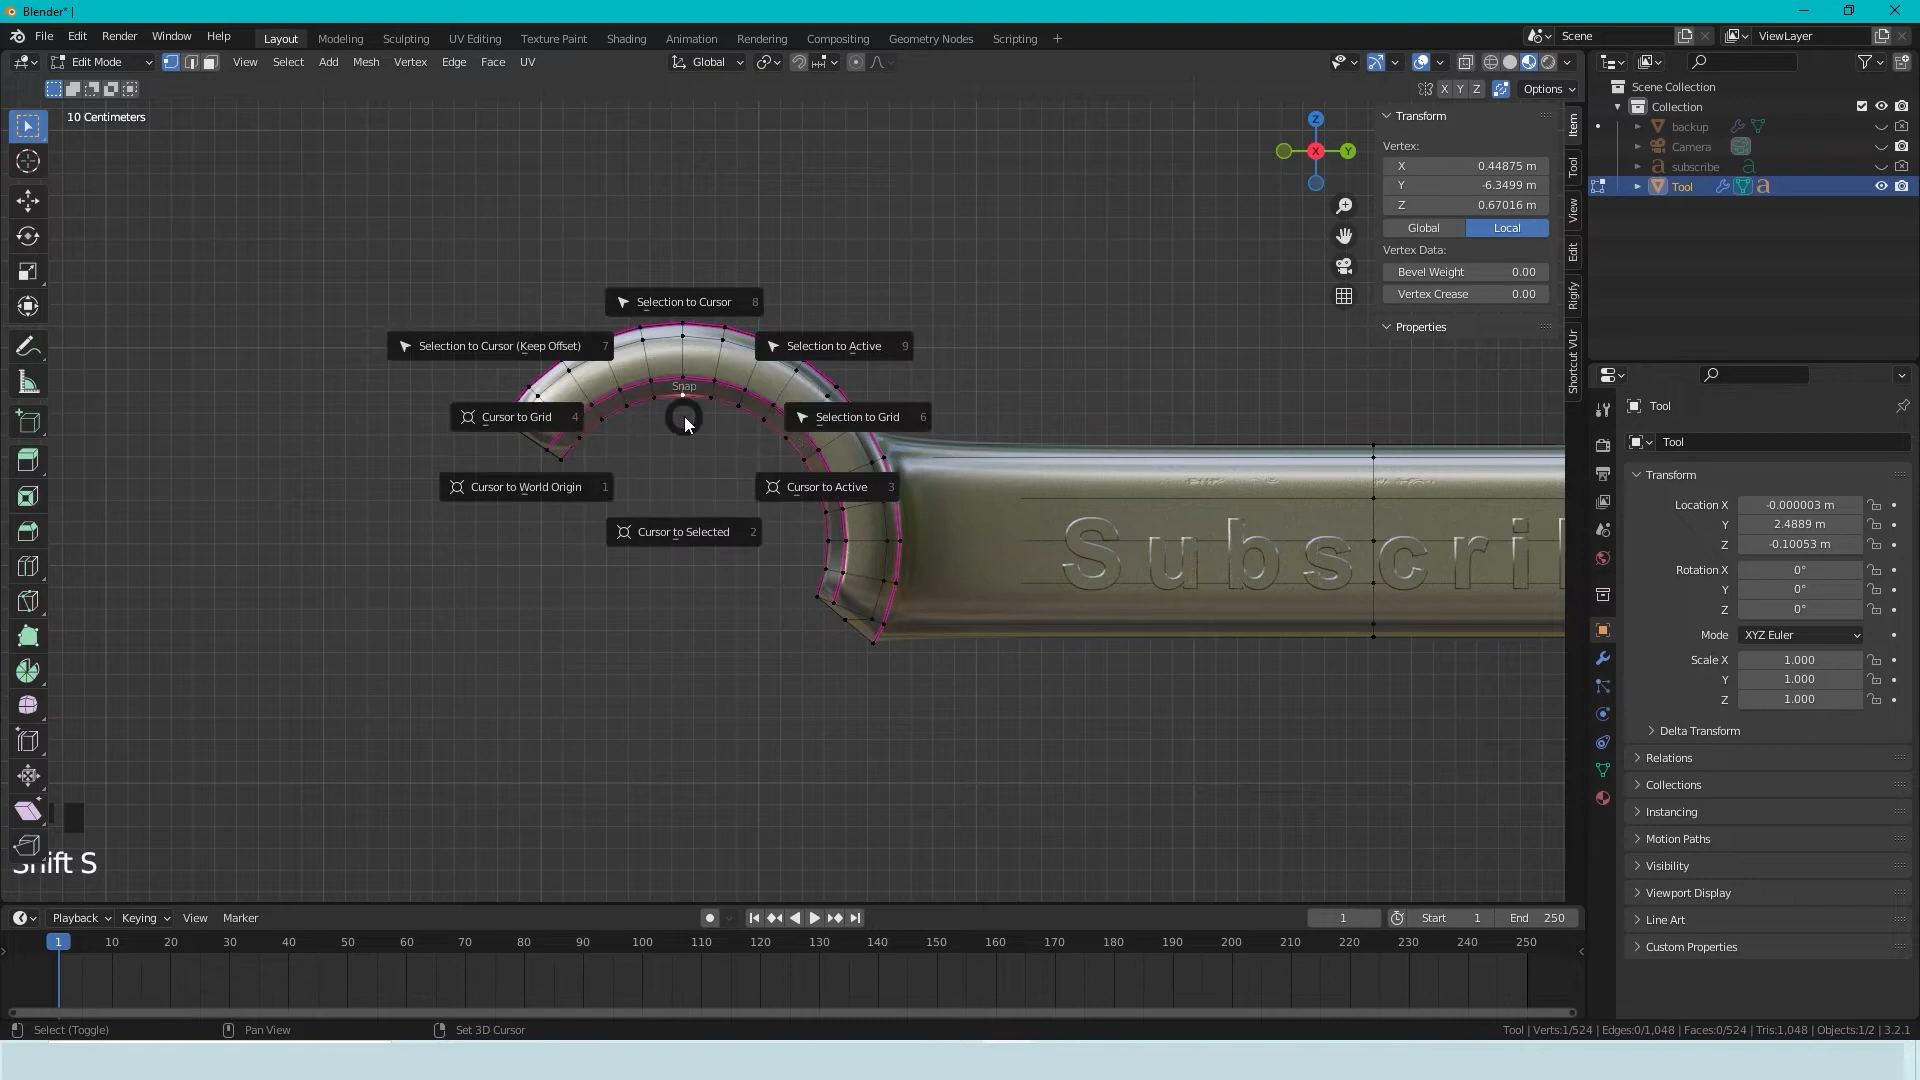 Blender* |
File Edit Render Window Help
Layout Modeling Sculpting UV Editing Texture Paint Shading Animation Rendering Compositing Geometry Nodes Scripting +
Scene ViewLayer
Edit Mode View Select Add Mesh Vertex Edge Face UV Global
X Y Z Options
10 Centimeters
Z X Y
Transform
Vertex:
X 0.44875 m
Y -6.3499 m
Z 0.67016 m
Global Local
Vertex Data:
Bevel Weight 0.00
Vertex Crease 0.00
Properties
Item
Tool
View
Edit
Rigify
Shortcut VUr
Scene Collection
Collection
backup
Camera
subscribe
Tool
Selection to Cursor 8
Selection to Cursor (Keep Offset) 7
Selection to Active 9
Snap
Cursor to Grid 4
Selection to Grid 6
Cursor to World Origin 1
Cursor to Active 3
Cursor to Selected 2
Subscri
Shift S
Tool
Tool
Transform
Location X -0.000003 m
Y 2.4889 m
Z -0.10053 m
Rotation X 0°
Y 0°
Z 0°
Mode XYZ Euler
Scale X 1.000
Y 1.000
Z 1.000
Delta Transform
Relations
Collections
Instancing
Motion Paths
Visibility
Viewport Display
Line Art
Custom Properties
Playback Keying View Marker 1 Start 1 End 250
1 10 20 30 40 50 60 70 80 90 100 110 120 130 140 150 160 170 180 190 200 210 220 230 240 250
Select (Toggle) Pan View Set 3D Cursor Tool | Verts:1/524 | Edges:0/1,048 | Faces:0/524 | Tris:1,048 | Objects:1/2 | 3.2.1